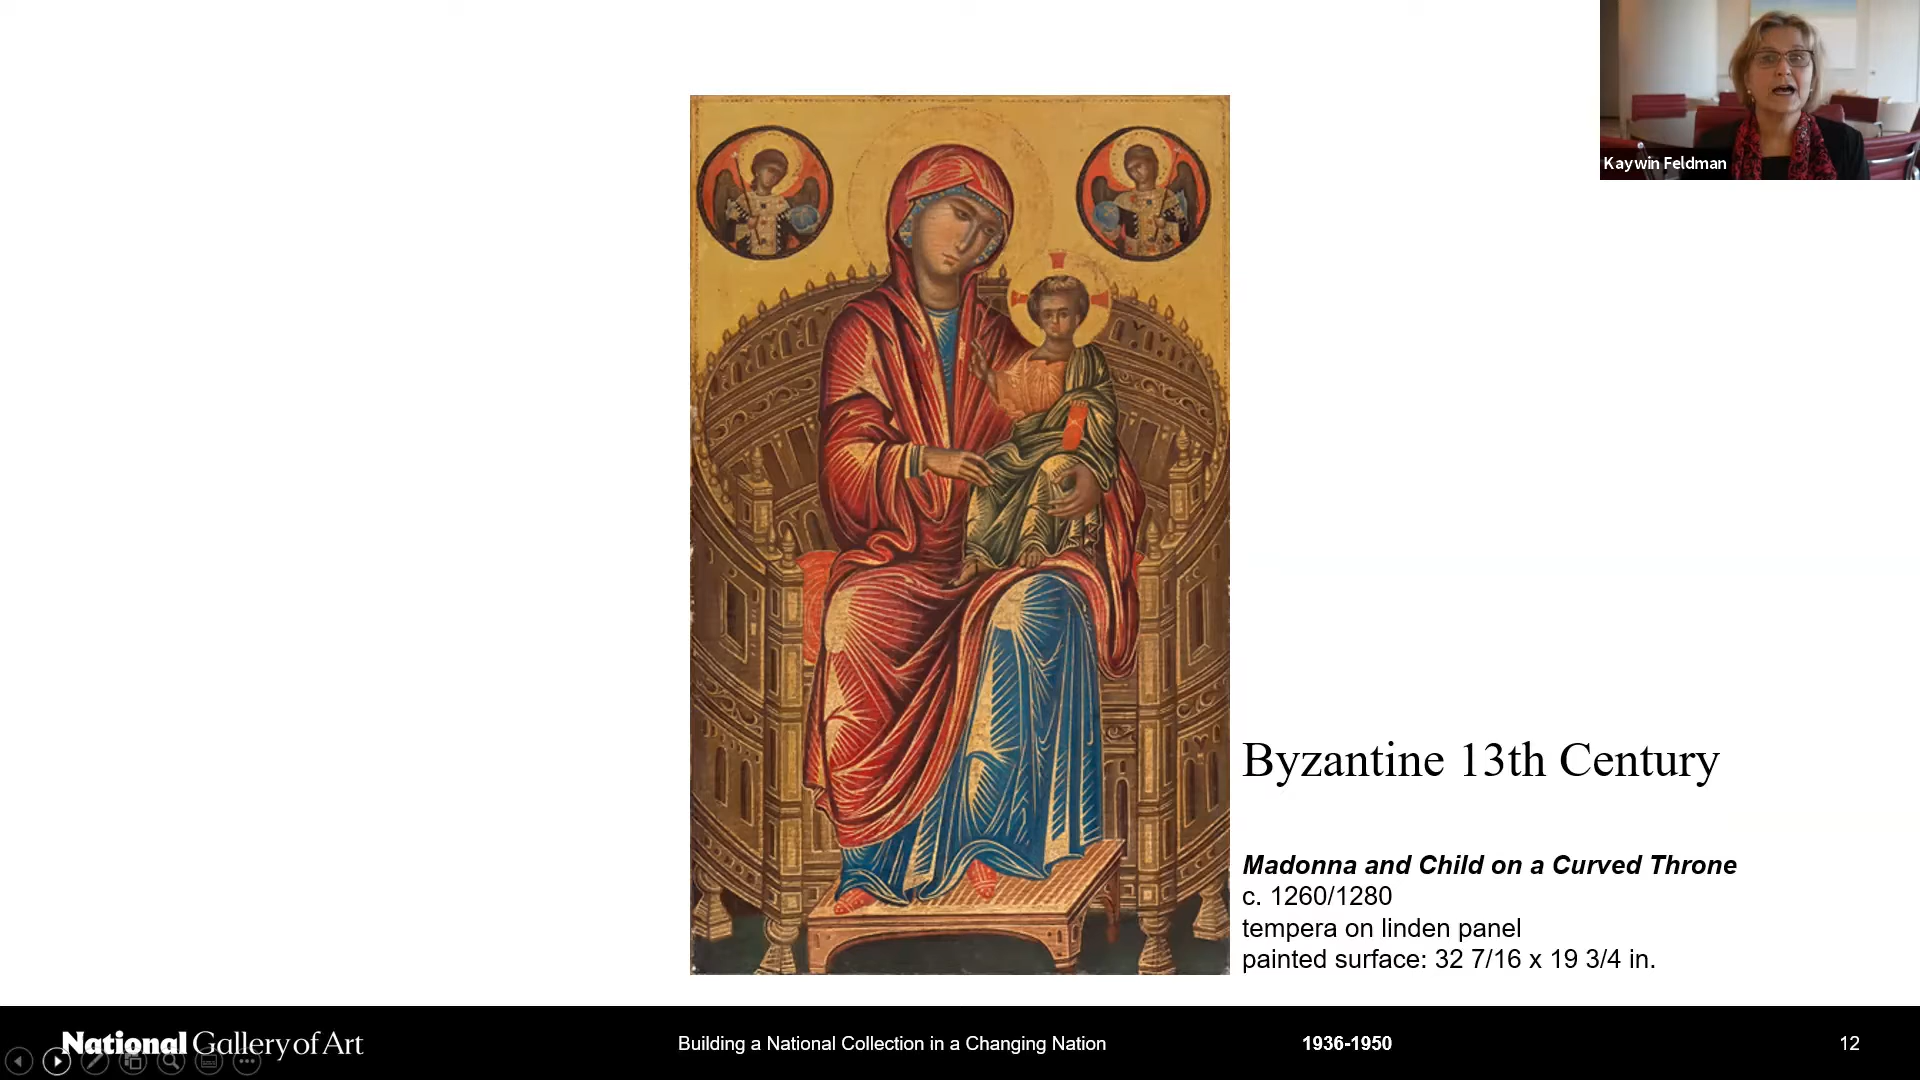 Kaywin Feldman
Byzantine 13th Century
Madonna and Child on a Curved Throne
c. 1260/1280
tempera on linden panel
painted surface: 32 7/16 x 19 3/4 in.
National Gallery of Art
Building a National Collection in a Changing Nation
1936-1950
12